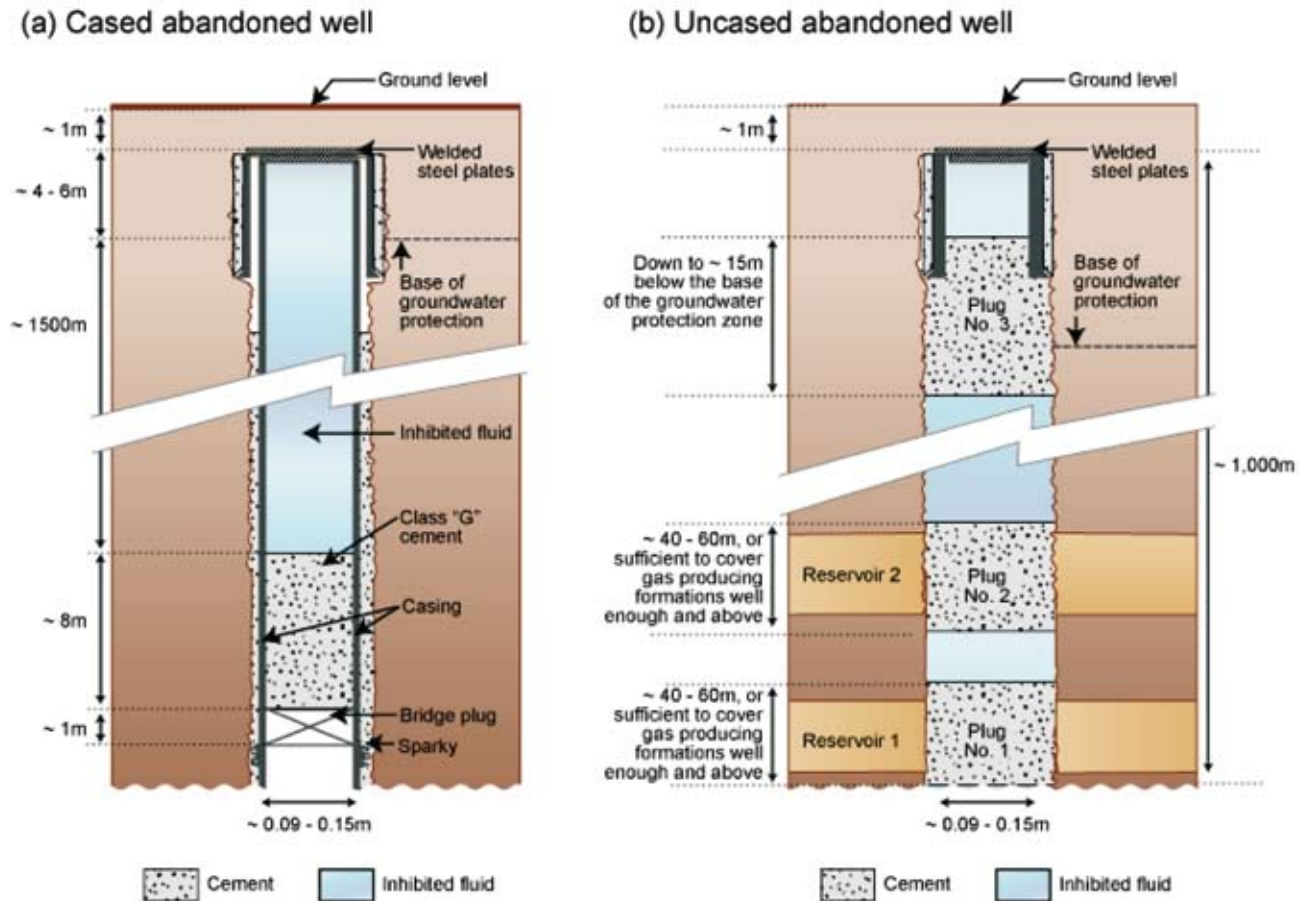 (a) Cased abandoned well
Ground level
~ 1m
Welded
steel plates
~ 4 - 6m
Base of
groundwater
protection
~ 1500m
Inhibited fluid
Class "G"
cement
Casing
~ 8m
Bridge plug
~ 1m
Sparky
~ 0.09 - 0.15m
Cement
Inhibited fluid
(b) Uncased abandoned well
Ground level
~ 1m
Welded
steel plates
Down to ~ 15m
below the base
of the groundwater
protection zone
Base of
groundwater
protection
Plug
No. 3
~ 1,000m
~ 40 - 60m, or
sufficient to cover
gas producing
formations well
enough and above
Reservoir 2
Plug
No. 2
~ 40 - 60m, or
sufficient to cover
gas producing
formations well
enough and above
Reservoir 1
Plug
No. 1
~ 0.09 - 0.15m
Cement
Inhibited fluid